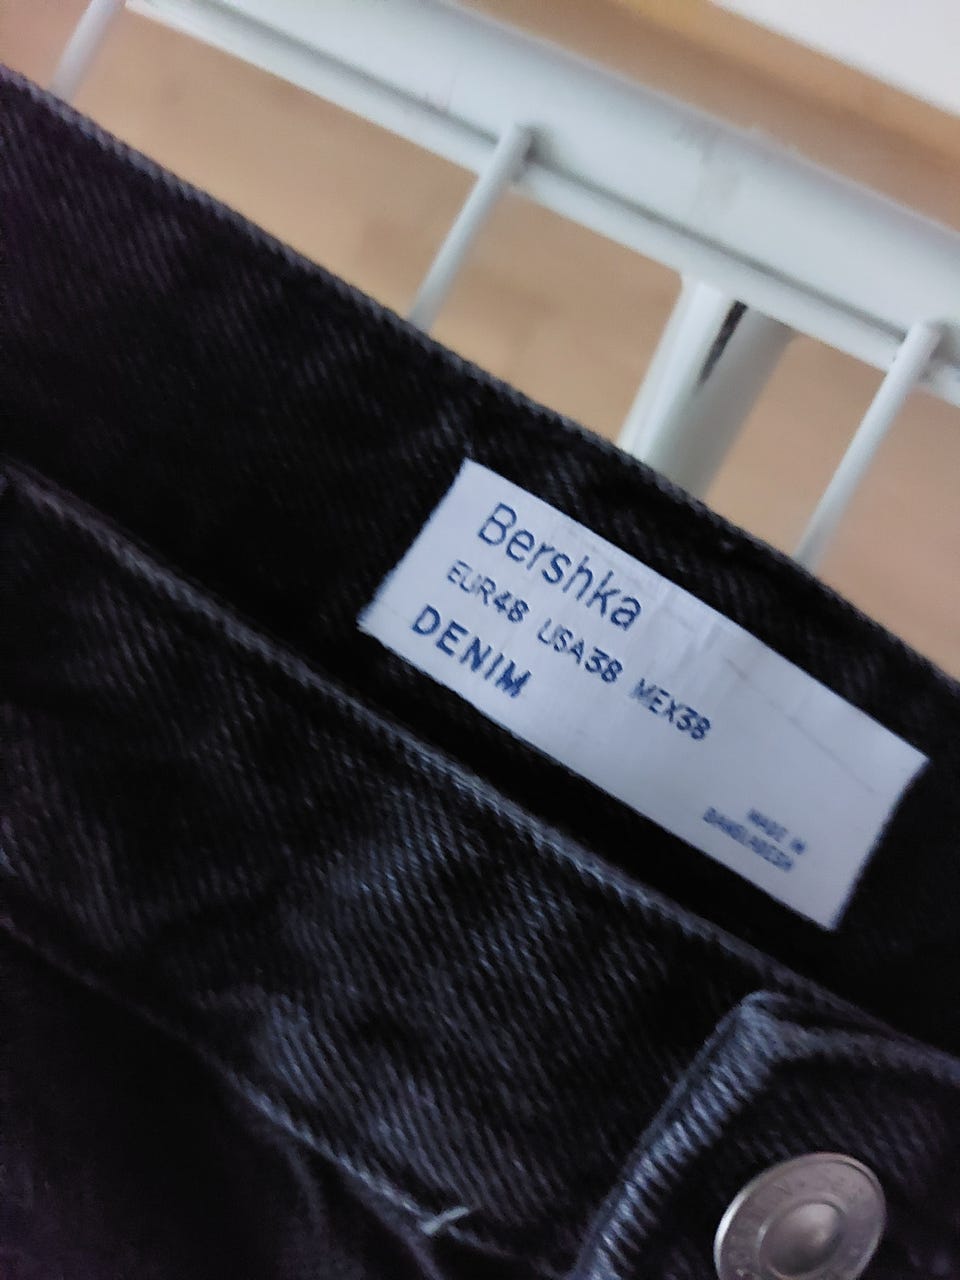 Bershka
EUR48 USA38 MEX38
DENIM
MADE IN
BANGLADESH